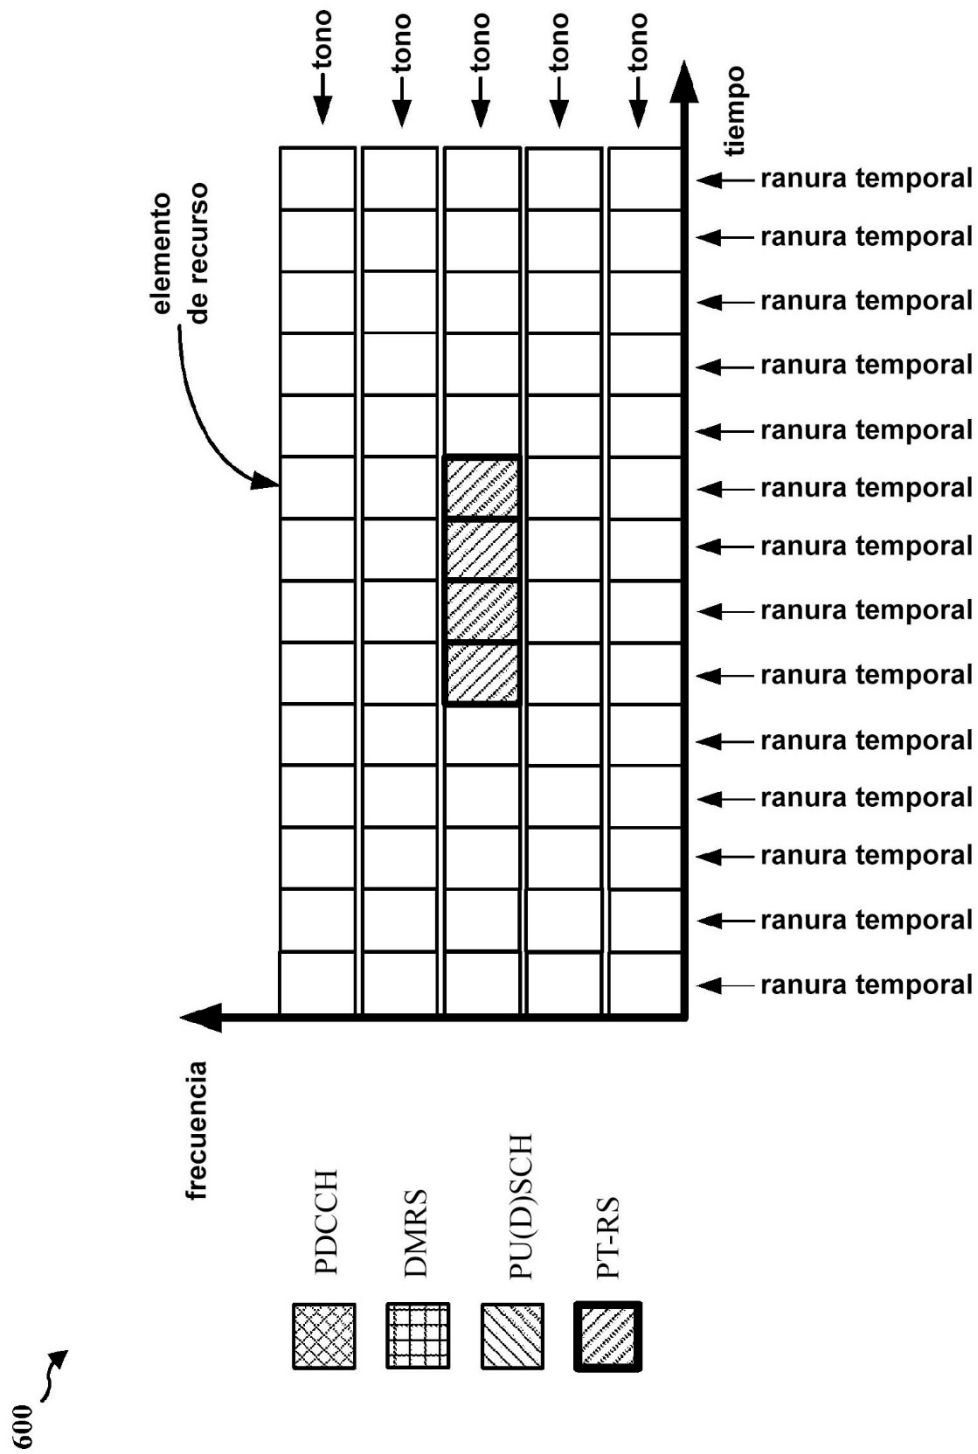 600
PDCCH
DMRS
PU(D)SCH
PT-RS
frecuencia
elemento
de recurso
tono
tono
tono
tono
tono
tiempo
ranura temporal
ranura temporal
ranura temporal
ranura temporal
ranura temporal
ranura temporal
ranura temporal
ranura temporal
ranura temporal
ranura temporal
ranura temporal
ranura temporal
ranura temporal
ranura temporal